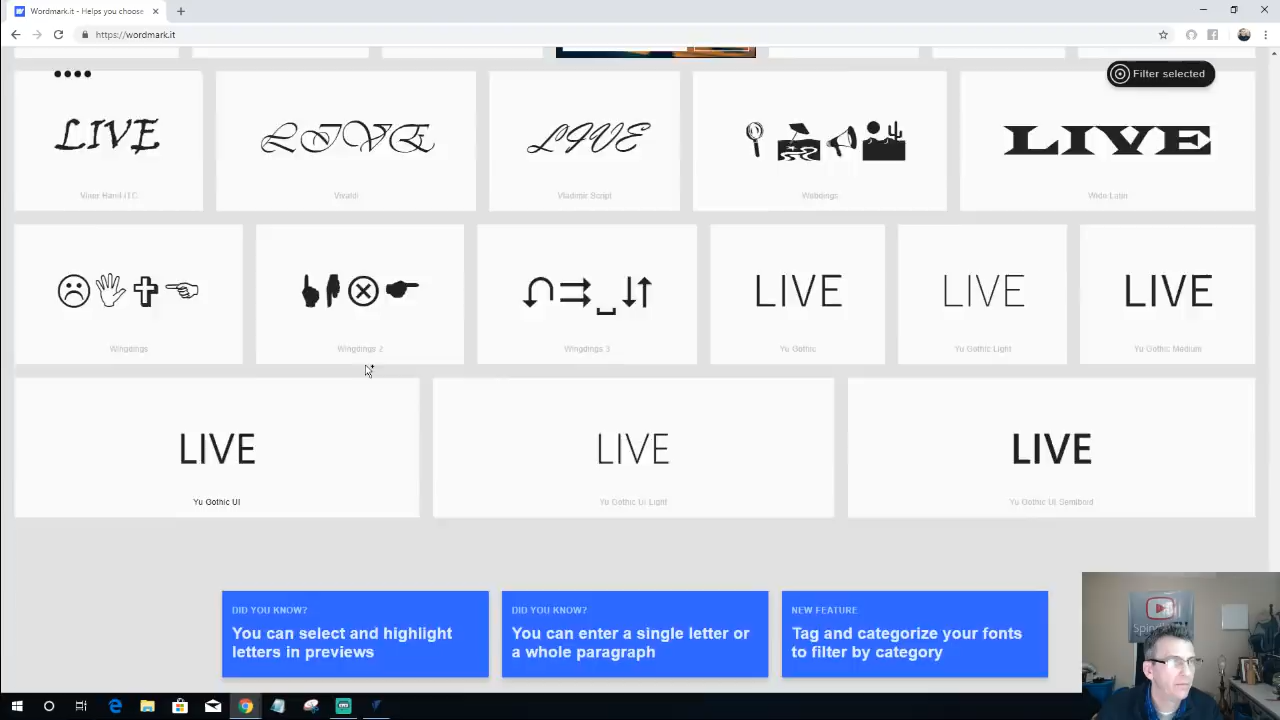 Wordmark.it - Helps you choose
https://wordmark.it
Filter selected
LIVE
LIVE
LIVE
LIVE
Viner Hand ITC
Vivaldi
Vladimir Script
Webdings
Wide Latin
LIVE
LIVE
LIVE
Wingdings
Wingdings 2
Wingdings 3
Yu Gothic
Yu Gothic Light
Yu Gothic Medium
LIVE
LIVE
LIVE
Yu Gothic UI
Yu Gothic UI Light
Yu Gothic UI Semibold
DID YOU KNOW?
You can select and highlight
letters in previews
DID YOU KNOW?
You can enter a single letter or
a whole paragraph
NEW FEATURE
Tag and categorize your fonts
to filter by category